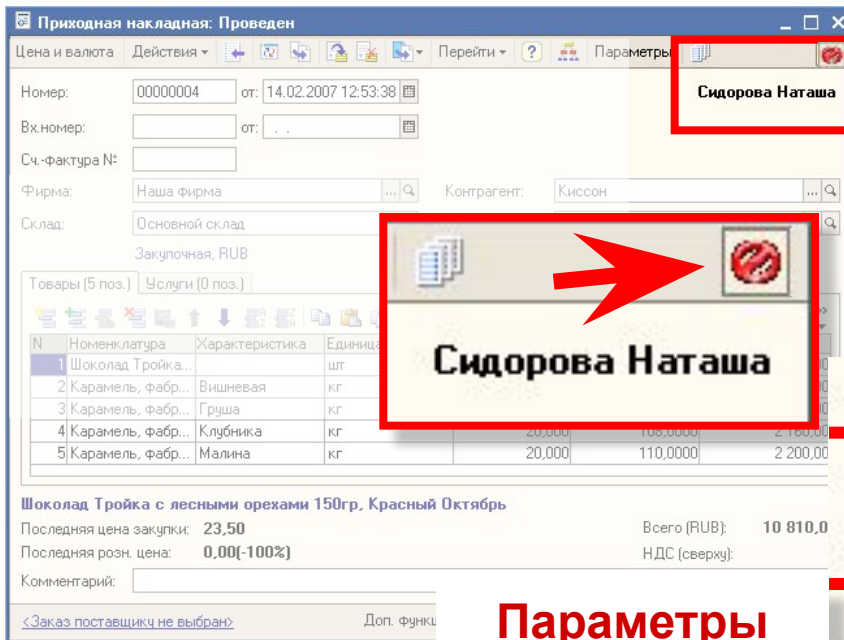 Приходная накладная: Проведен
Цена и валюта Действия Перейти ? Параметры
Номер: 00000004 от: 14.02.2007 12:53:38 Сидорова Наташа
Вх.номер: от: . .
Сч.-фактура №
Фирма: Наша фирма ... Контрагент: Киссон ...
Склад: Основной склад
Закупочная, RUB
Товары (5 поз.) Услуги (0 поз.)
Сидорова Наташа
N Номенклатура Характеристика Единица
1 Шоколад Тройка... шт
2 Карамель, фабр... Вишневая кг
3 Карамель, фабр... Груша кг
4 Карамель, фабр... Клубника кг 20,000 108,0000 2 160,00
5 Карамель, фабр... Малина кг 20,000 110,0000 2 200,00
Шоколад Тройка с лесными орехами 150гр, Красный Октябрь
Последняя цена закупки: 23,50 Всего (RUB): 10 810,0
Последняя розн. цена: 0,00(-100%) НДС (сверху):
Комментарий:
<Заказ поставщику не выбран> Доп. функц
Параметры